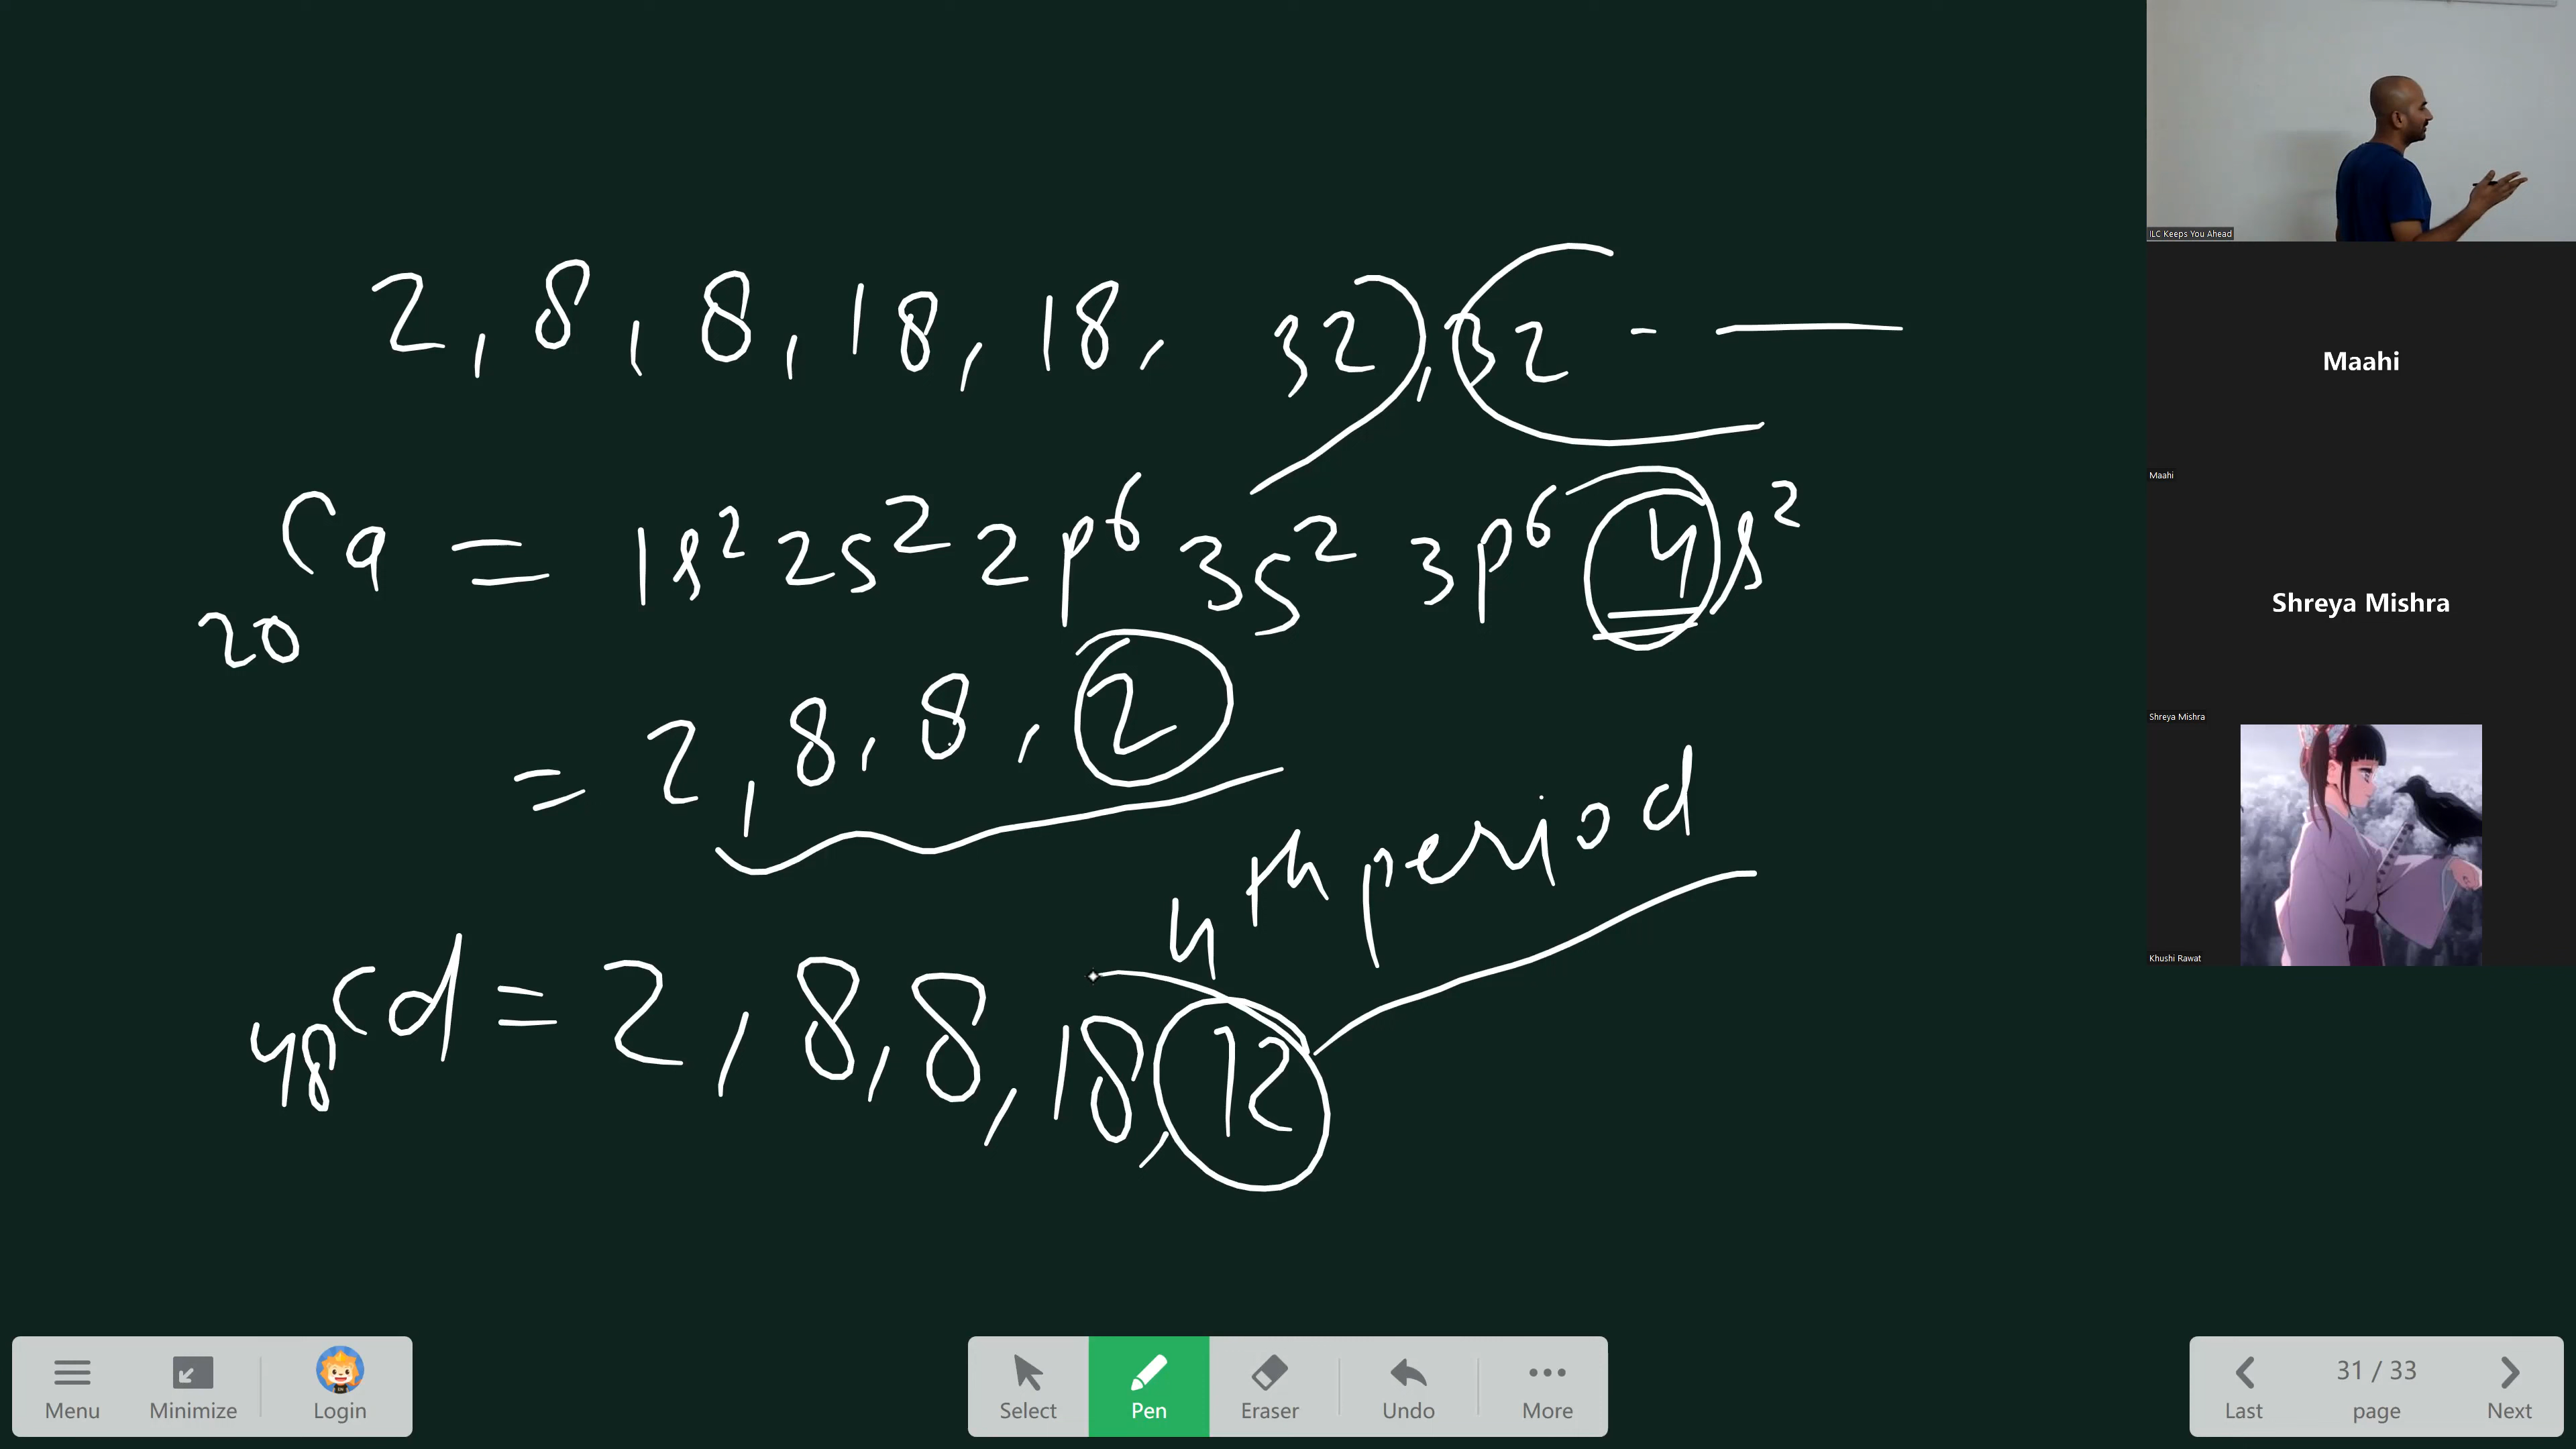 ILC Keeps You Ahead
2, 8, 8, 18, 18, 32, 32 - —
Maahi
Maahi
Ca = 1s² 2s² 2p⁶ 3s² 3p⁶ 4s²
20
Shreya Mishra
Shreya Mishra
= 2, 8, 8, 2
4th period
48Cd = 2, 8, 8, 18, 12
Khushi Rawat
Menu
Minimize
Login
Select
Pen
Eraser
Undo
More
Last
31 / 33
page
Next